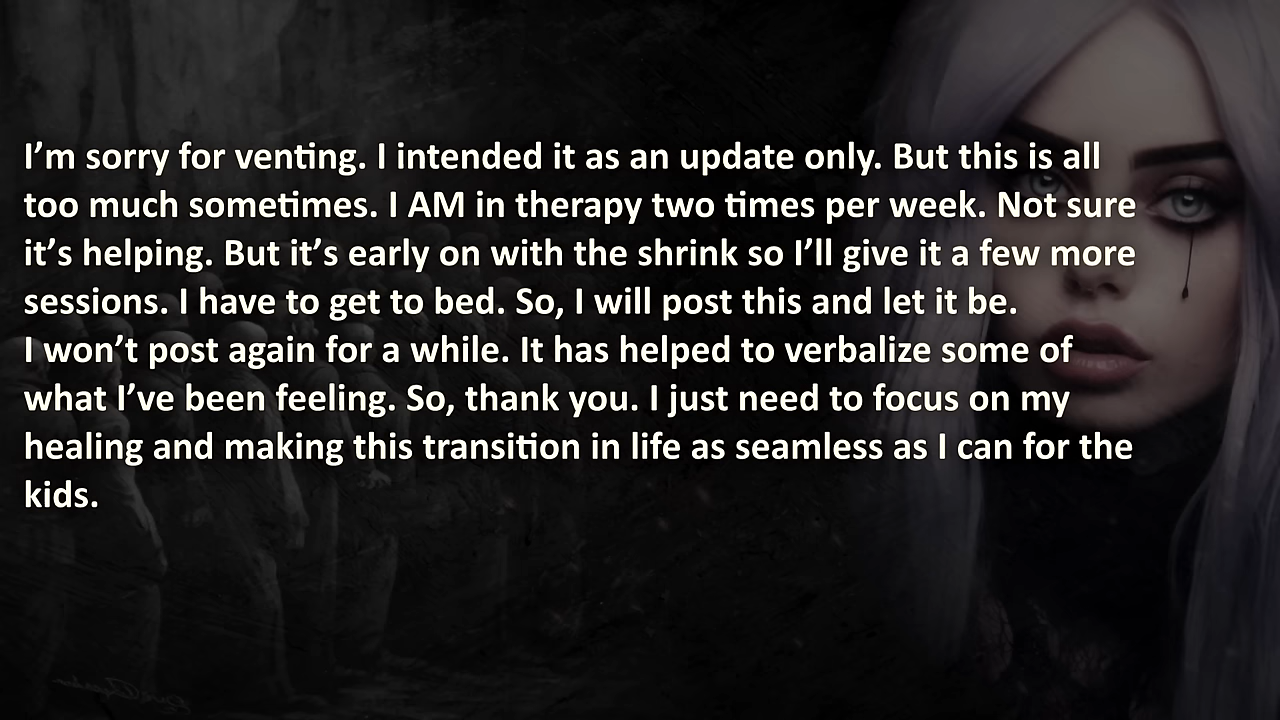 I’m sorry for venting. I intended it as an update only. But this is all
too much sometimes. I AM in therapy two times per week. Not sure
it’s helping. But it’s early on with the shrink so I’ll give it a few more
sessions. I have to get to bed. So, I will post this and let it be.
I won’t post again for a while. It has helped to verbalize some of
what I’ve been feeling. So, thank you. I just need to focus on my
healing and making this transition in life as seamless as I can for the
kids.